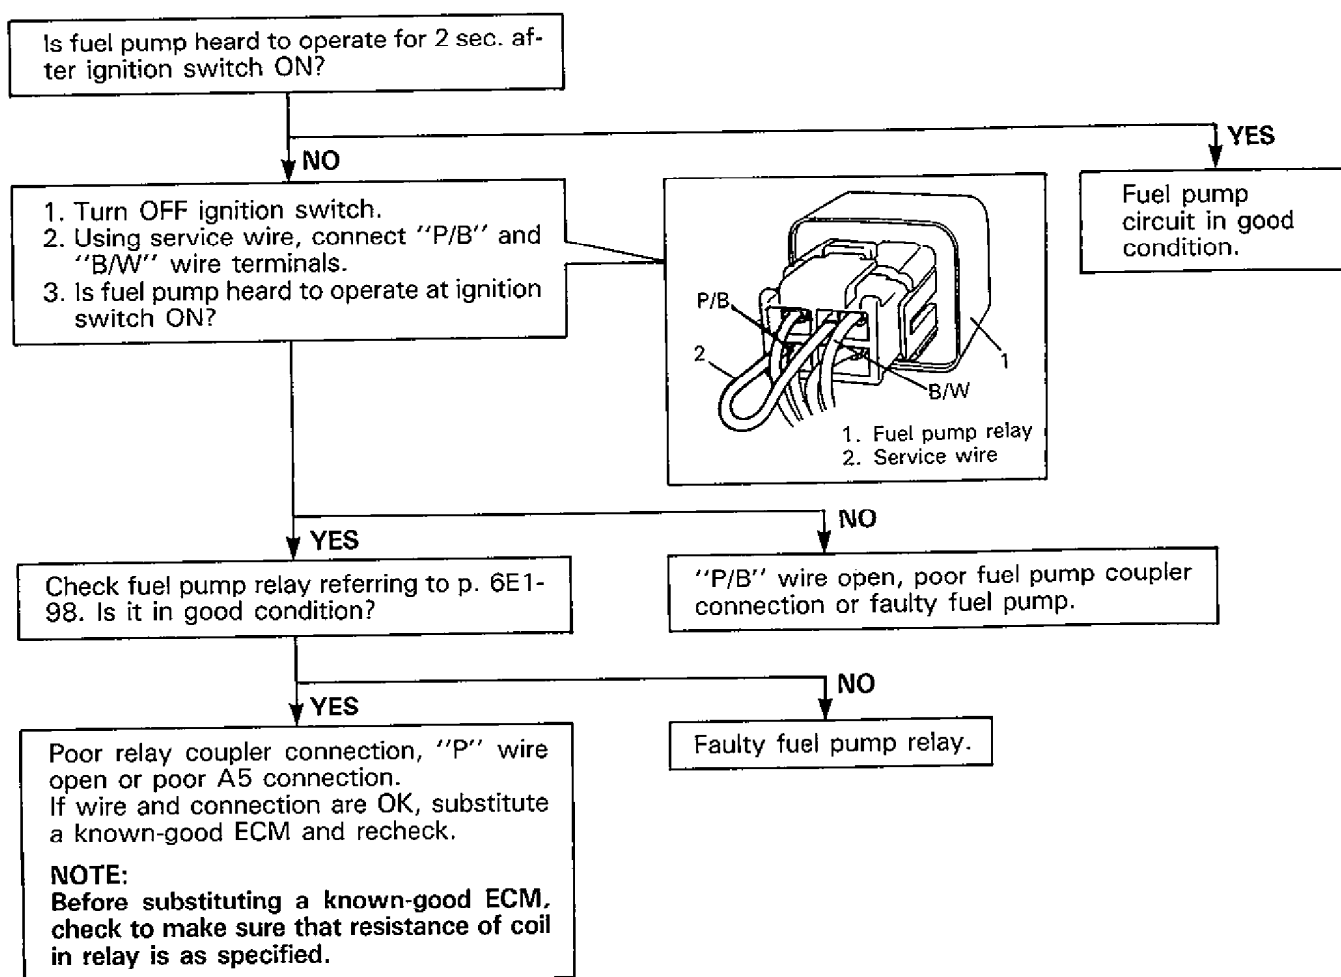 Is fuel pump heard to operate for 2 sec. af-
ter ignition switch ON?
NO
YES
1. Turn OFF ignition switch.
2. Using service wire, connect "P/B" and
"B/W" wire terminals.
3. Is fuel pump heard to operate at ignition
switch ON?
P/B
2
1
B/W
1. Fuel pump relay
2. Service wire
Fuel pump
circuit in good
condition.
YES
NO
Check fuel pump relay referring to p. 6E1-
98. Is it in good condition?
"P/B" wire open, poor fuel pump coupler
connection or faulty fuel pump.
YES
NO
Poor relay coupler connection, "P" wire
open or poor A5 connection.
If wire and connection are OK, substitute
a known-good ECM and recheck.
NOTE:
Before substituting a known-good ECM,
check to make sure that resistance of coil
in relay is as specified.
Faulty fuel pump relay.